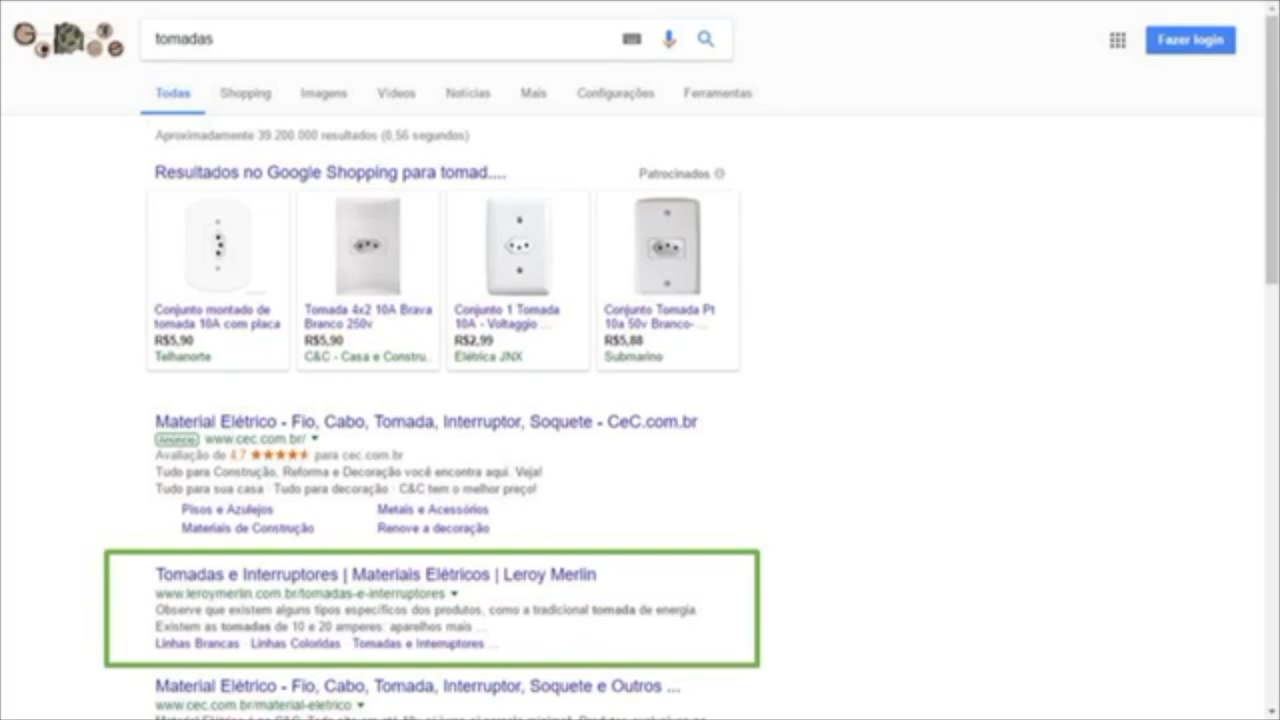 tomadas
Fazer login
Todas Shopping Imagens Vídeos Notícias Mais Configurações Ferramentas
Aproximadamente 39.200.000 resultados (0,56 segundos)
Resultados no Google Shopping para tomad....
Patrocinados
Conjunto montado de
tomada 10A com placa
R$5,90
Telhanorte
Tomada 4x2 10A Brava
Branco 250v
R$5,90
C&C - Casa e Constru.
Conjunto 1 Tomada
10A - Voltaggio ...
R$2,99
Elétrica JNX
Conjunto Tomada Pt
10a 50v Branco- ...
R$5,88
Submarino
Material Elétrico - Fio, Cabo, Tomada, Interruptor, Soquete - CeC.com.br
Anúncio www.cec.com.br/
Avaliação de 4,7 para cec.com.br
Tudo para Construção, Reforma e Decoração você encontra aqui. Veja!
Tudo para sua casa · Tudo para decoração · C&C tem o melhor preço!
Pisos e Azulejos Metais e Acessórios
Materiais de Construção Renove a decoração
Tomadas e Interruptores | Materiais Elétricos | Leroy Merlin
www.leroymerlin.com.br/tomadas-e-interruptores
Observe que existem alguns tipos específicos dos produtos, como a tradicional tomada de energia.
Existem as tomadas de 10 e 20 amperes: aparelhos mais ...
Linhas Brancas · Linhas Coloridas · Tomadas e Interruptores ...
Material Elétrico - Fio, Cabo, Tomada, Interruptor, Soquete e Outros ...
www.cec.com.br/material-eletrico